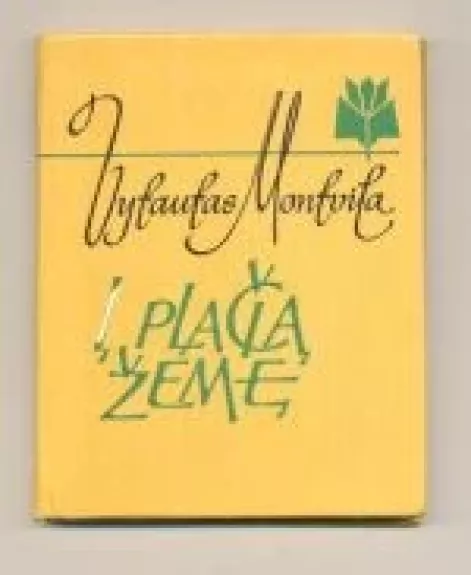 Vytautas Montvila
Į PLAČIĄ
ŽEMĘ